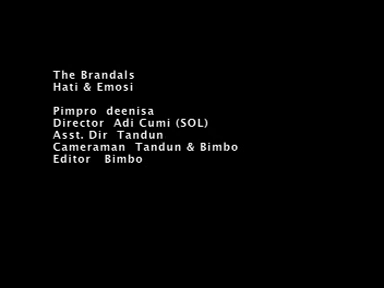 The Brandals
Hati & Emosi
Pimpro deenisa
Director Adi Cumi (SOL)
Asst. Dir Tandun
Cameraman Tandun & Bimbo
Editor Bimbo